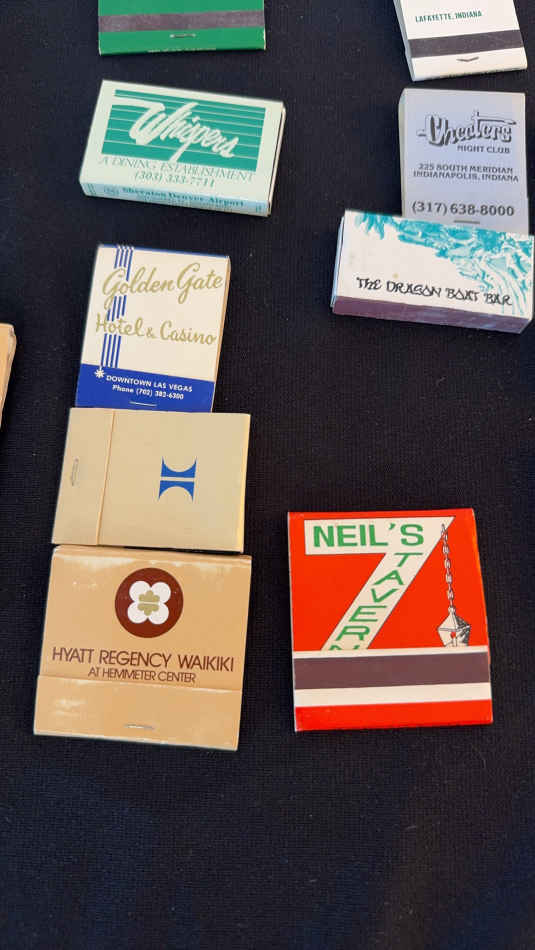 LAFAYETTE, INDIANA
Whispers
A DINING ESTABLISHMENT
(303) 333-7711
Sheraton Denver Airport
Cheaters
NIGHT CLUB
225 SOUTH MERIDIAN
INDIANAPOLIS, INDIANA
(317) 638-8000
THE DRAGON BOAT BAR
Golden Gate
Hotel & Casino
DOWNTOWN LAS VEGAS
Phone (702) 382-6300
NEIL'S
TAVERN
HYATT REGENCY WAIKIKI
AT HEMMETER CENTER